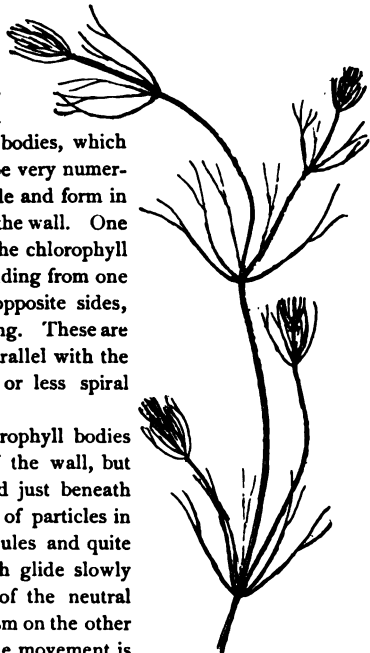 bodies, which
e very numer-
le and form in
the wall. One
he chlorophyll
ding from one
opposite sides,
ng. These are
rallel with the
or less spiral
rophyll bodies
the wall, but
d just beneath
of particles in
ules and quite
h glide slowly
of the neutral
sm on the other
e movement is